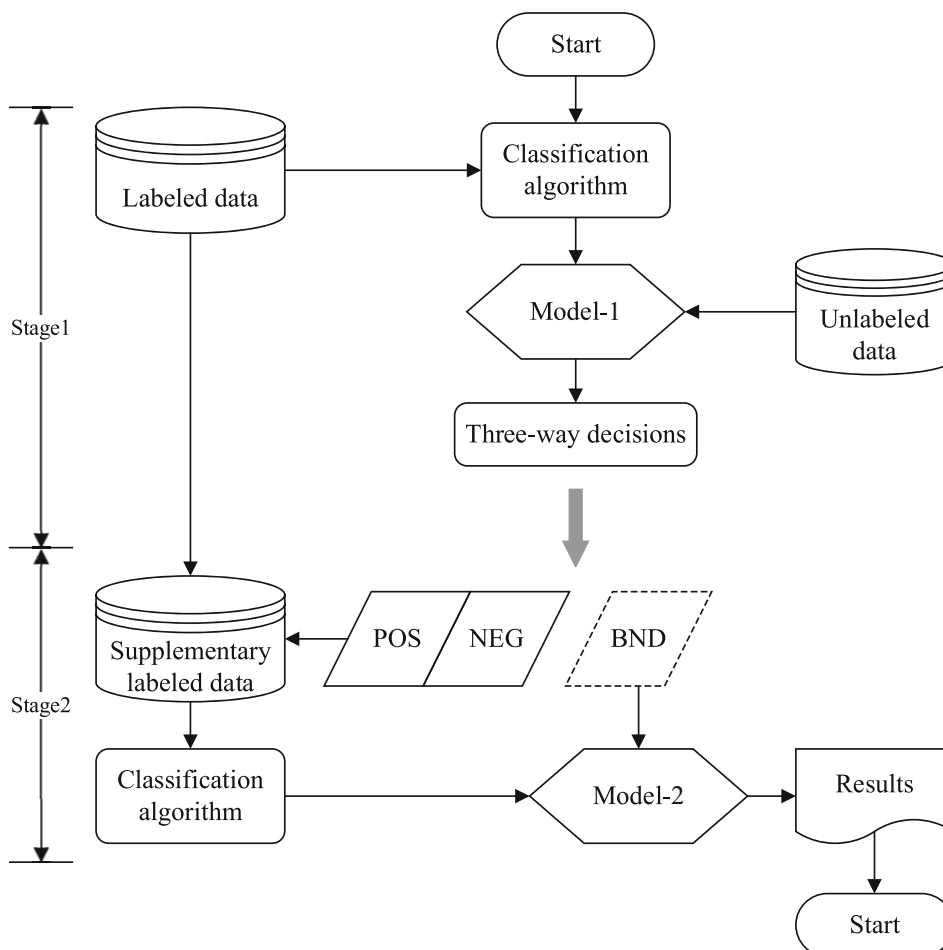 Start
Classification
algorithm
Labeled data
Model-1
Unlabeled
data
Stage1
Three-way decisions
POS
NEG
BND
Supplementary
labeled data
Stage2
Classification
algorithm
Model-2
Results
Start